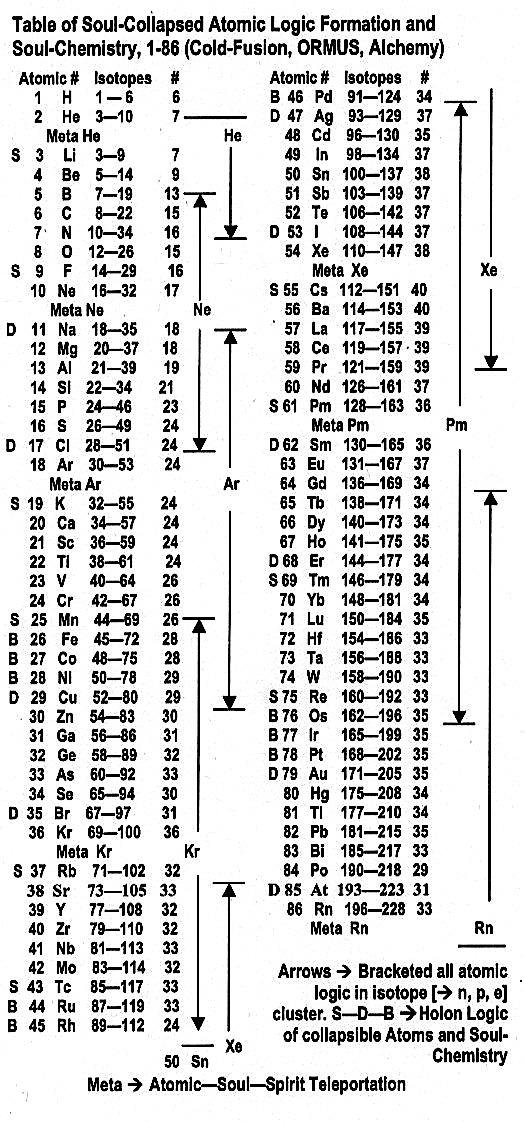 Table of Soul-Collapsed Atomic Logic Formation and
Soul-Chemistry, 1-86 (Cold-Fusion, ORMUS, Alchemy)
Atomic # Isotopes #
1 H 1—6 6
2 He 3—10 7
Meta He
S 3 Li 3—9 7
4 Be 5—14 9
5 B 7—19 13
6 C 8—22 15
7 N 10—34 16
8 O 12—26 15
S 9 F 14—29 16
10 Ne 16—32 17
Meta Ne
D 11 Na 18—35 18
12 Mg 20—37 18
13 Al 21—39 19
14 Si 22—34 21
15 P 24—46 23
16 S 26—49 24
D 17 Cl 28—51 24
18 Ar 30—53 24
Meta Ar
S 19 K 32—55 24
20 Ca 34—57 24
21 Sc 36—59 24
22 Ti 38—61 24
23 V 40—64 26
24 Cr 42—67 26
S 25 Mn 44—69 26
B 26 Fe 45—72 28
B 27 Co 48—75 28
B 28 Ni 50—78 29
D 29 Cu 52—80 29
30 Zn 54—83 30
31 Ga 56—86 31
32 Ge 58—89 32
33 As 60—92 33
34 Se 65—94 30
D 35 Br 67—97 31
36 Kr 69—100 36
Meta Kr
S 37 Rb 71—102 32
38 Sr 73—105 33
39 Y 77—108 32
40 Zr 79—110 32
41 Nb 81—113 33
42 Mo 83—114 32
S 43 Tc 85—117 33
B 44 Ru 87—119 33
B 45 Rh 89—112 24
50 Sn
He
Ne
Ar
Kr
Xe
Atomic # Isotopes #
B 46 Pd 91—124 34
D 47 Ag 93—129 37
48 Cd 96—130 35
49 In 98—134 37
50 Sn 100—137 38
51 Sb 103—139 37
52 Te 106—142 37
D 53 I 108—144 37
54 Xe 110—147 38
Meta Xe
S 55 Cs 112—151 40
56 Ba 114—153 40
57 La 117—155 39
58 Ce 119—157 39
59 Pr 121—159 39
60 Nd 126—161 37
S 61 Pm 128—163 36
Meta Pm
D 62 Sm 130—165 36
63 Eu 131—167 37
64 Gd 136—169 34
65 Tb 138—171 34
66 Dy 140—173 34
67 Ho 141—175 35
D 68 Er 144—177 34
S 69 Tm 146—179 34
70 Yb 148—181 34
71 Lu 150—184 35
72 Hf 154—186 33
73 Ta 156—188 33
74 W 158—190 33
S 75 Re 160—192 33
B 76 Os 162—196 35
B 77 Ir 165—199 35
B 78 Pt 168—202 35
D 79 Au 171—205 35
80 Hg 175—208 34
81 Tl 177—210 34
82 Pb 181—215 35
83 Bi 185—217 33
84 Po 190—218 29
D 85 At 193—223 31
86 Rn 196—228 33
Meta Rn
Xe
Pm
Rn
Arrows → Bracketed all atomic
logic in isotope [→ n, p, e]
cluster. S—D—B → Holon Logic
of collapsible Atoms and Soul-
Chemistry
Meta → Atomic—Soul—Spirit Teleportation